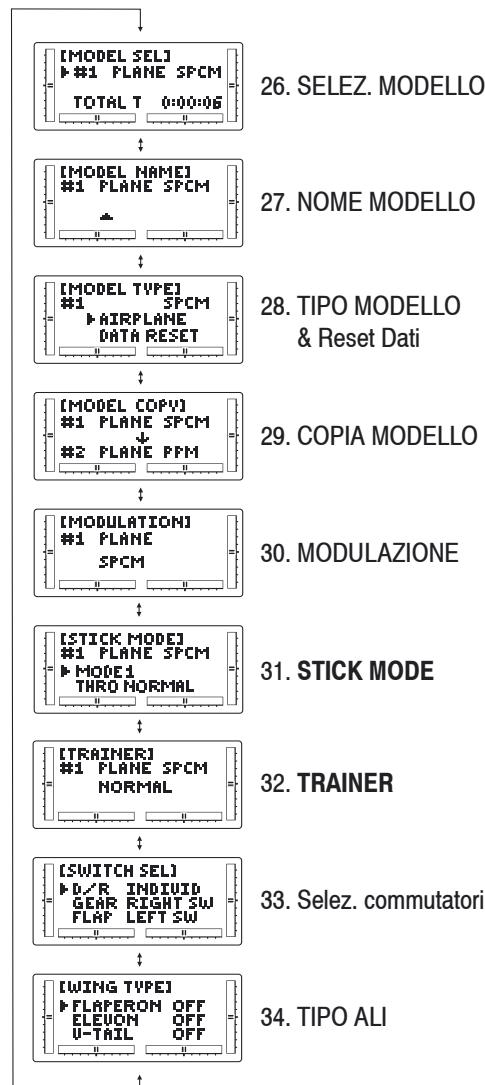 [MODEL SEL]
#1 PLANE SPCM
TOTAL T 0:00:06
26. SELEZ. MODELLO
[MODEL NAME]
#1 PLANE SPCM
27. NOME MODELLO
[MODEL TYPE]
#1 SPCM
AIRPLANE
DATA RESET
28. TIPO MODELLO
& Reset Dati
[MODEL COPY]
#1 PLANE SPCM
#2 PLANE PPM
29. COPIA MODELLO
[MODULATION]
#1 PLANE
SPCM
30. MODULAZIONE
[STICK MODE]
#1 PLANE SPCM
MODE1
THRO NORMAL
31. STICK MODE
[TRAINER]
#1 PLANE SPCM
NORMAL
32. TRAINER
[SWITCH SEL]
D/R INDIVID
GEAR RIGHT SW
FLAP LEFT SW
33. Selez. commutatori
[WING TYPE]
FLAPERON OFF
ELEVON OFF
V-TAIL OFF
34. TIPO ALI